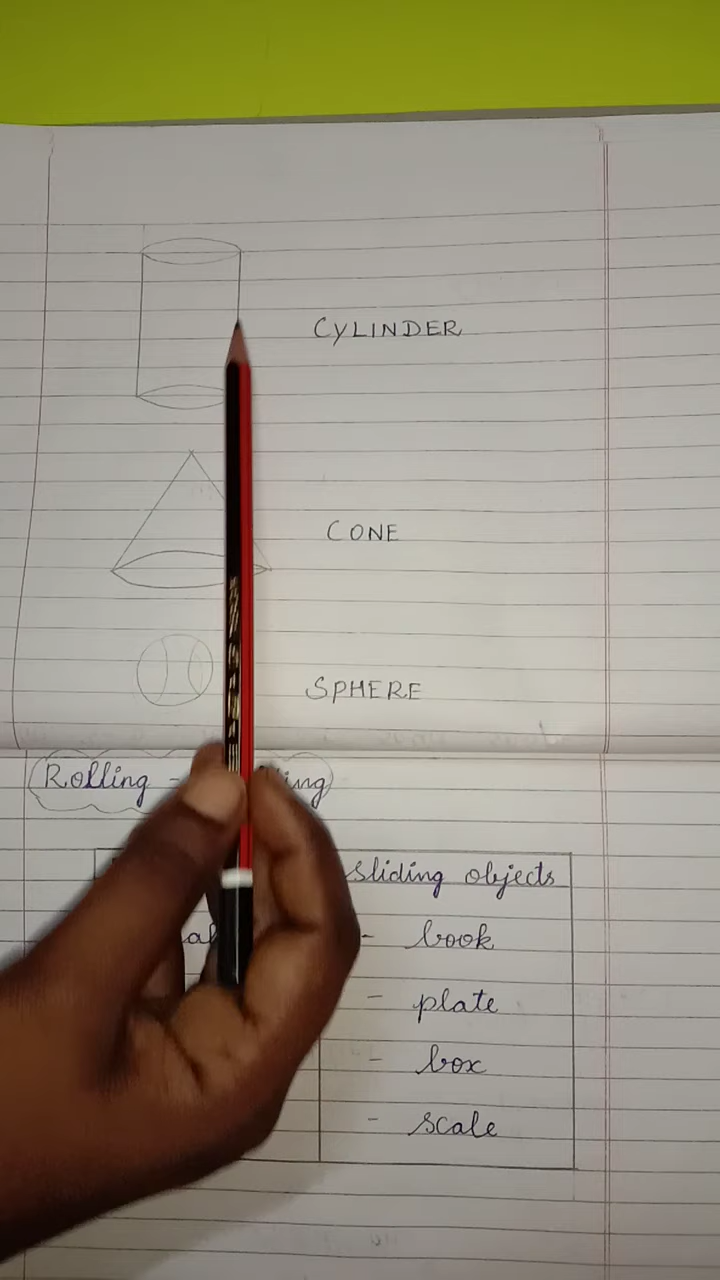 CYLINDER
CONE
SPHERE
Rolling -
sliding objects
- book
- plate
- box
- scale